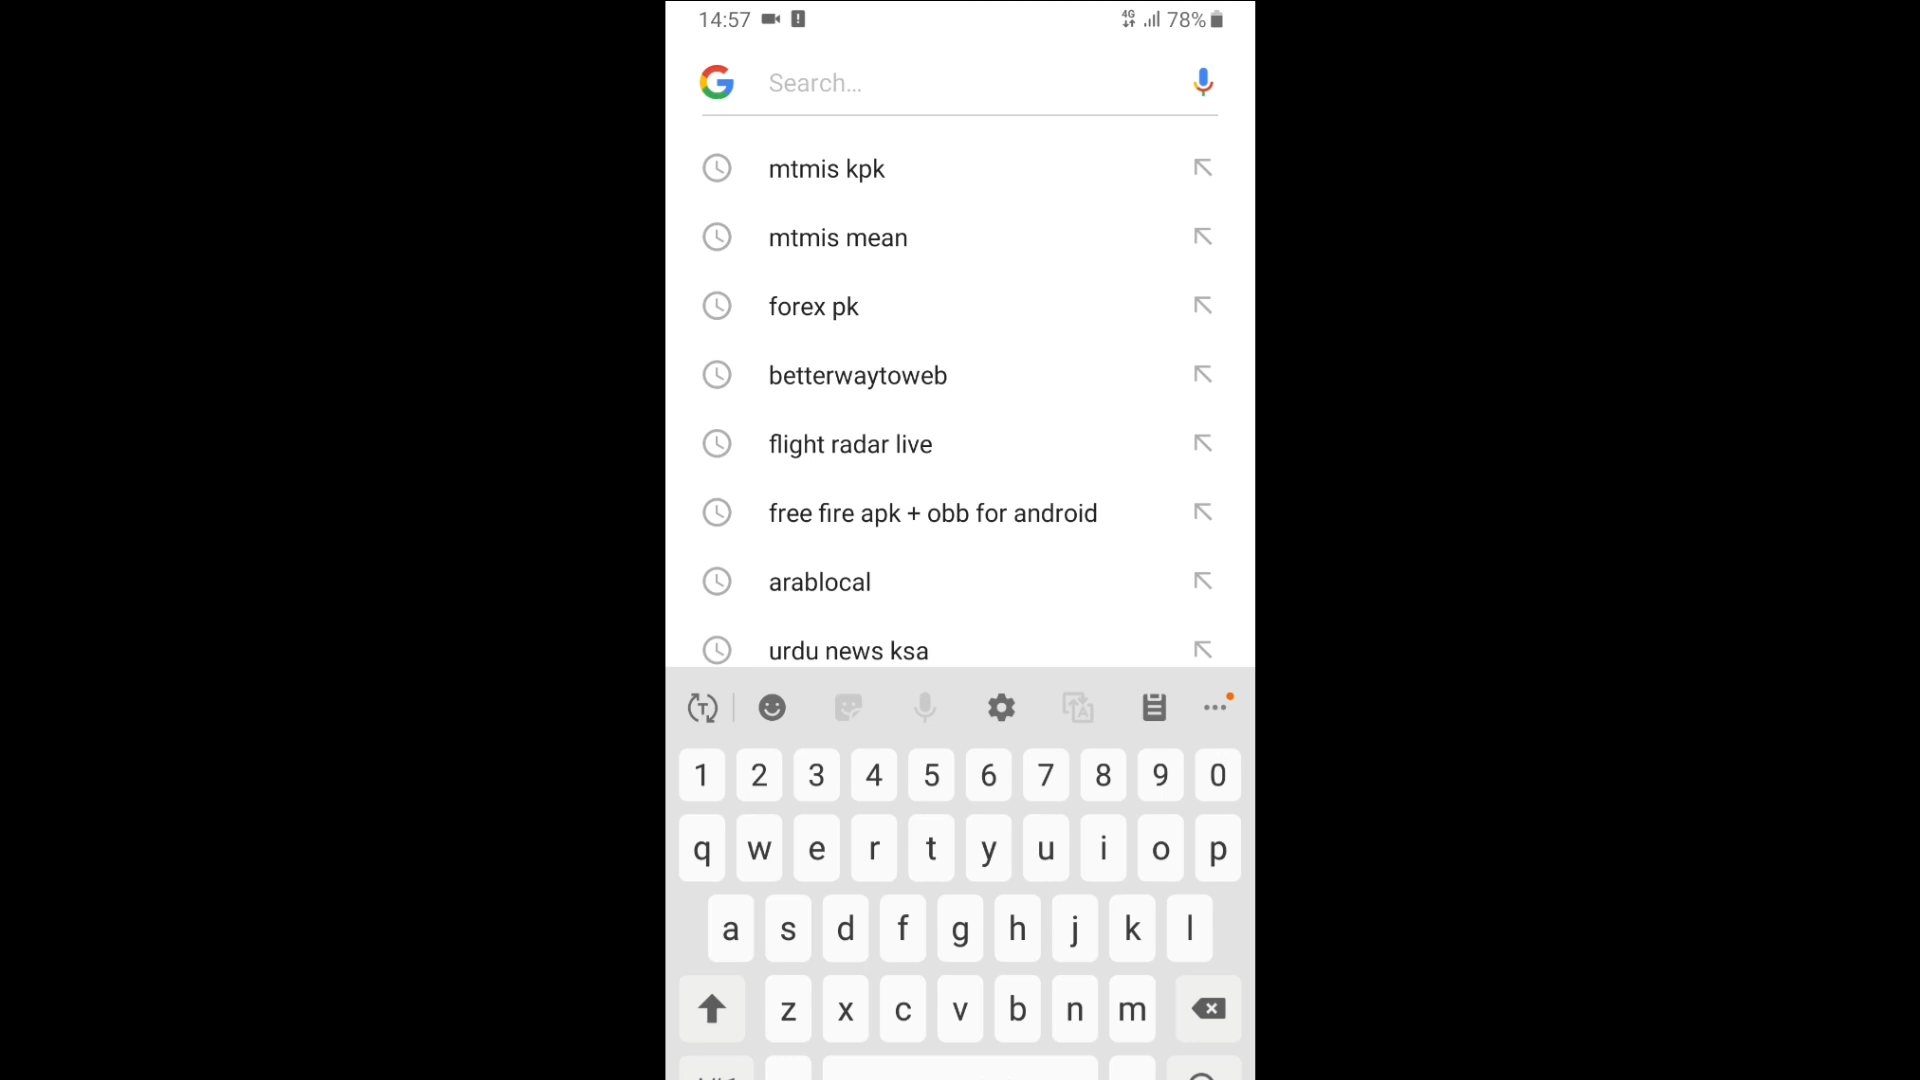 14:57 4G 78%
Search...
mtmis kpk
mtmis mean
forex pk
betterwaytoweb
flight radar live
free fire apk + obb for android
arablocal
urdu news ksa
1 2 3 4 5 6 7 8 9 0
q w e r t y u i o p
a s d f g h j k l
z x c v b n m